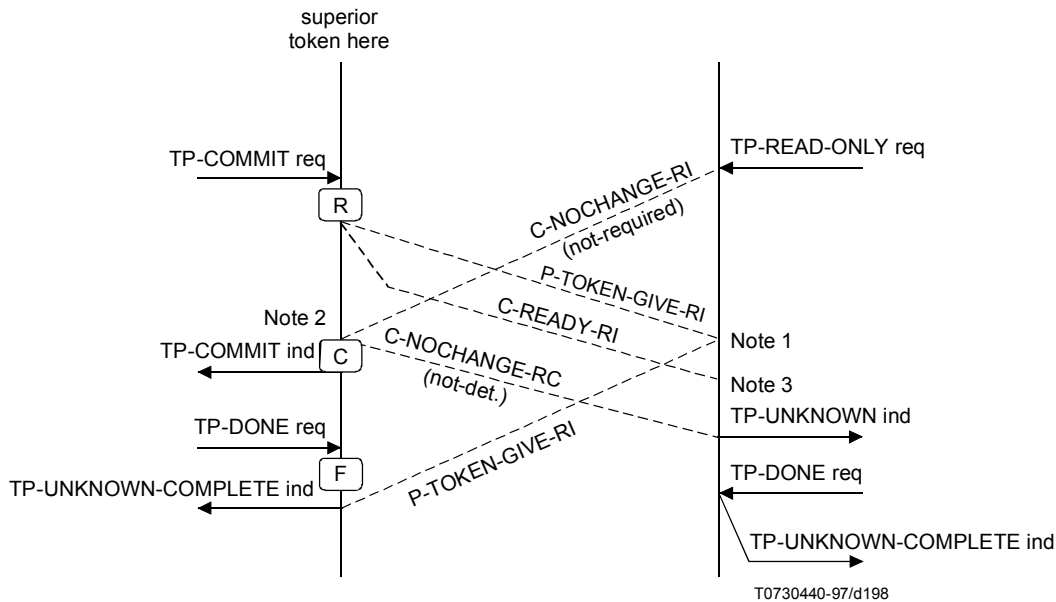 superior
token here
TP-COMMIT req
TP-READ-ONLY req
R
C-NOCHANGE-RI
(not-required)
P-TOKEN-GIVE-RI
C-READY-RI
Note 2
Note 1
TP-COMMIT ind
C
C-NOCHANGE-RC
(not-det.)
Note 3
TP-UNKNOWN ind
TP-DONE req
P-TOKEN-GIVE-RI
F
TP-DONE req
TP-UNKNOWN-COMPLETE ind
TP-UNKNOWN-COMPLETE ind
T0730440-97/d198